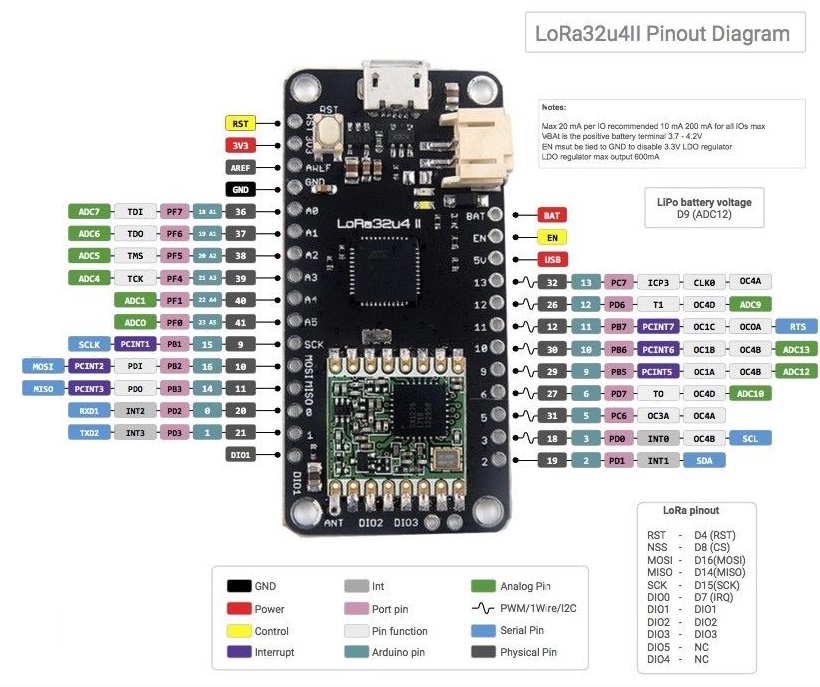 LoRa32u4II Pinout Diagram
Notes:
Max 20 mA per IO recommended 10 mA 200 mA for all IOs max
vBAt is the positive battery terminal 3.7 - 4.2V
EN msut be tied to GND to disable 3.3V LDO regulator
LDO regulator max output 600mA
LiPo battery voltage
D9 (ADC12)
RST
3V3
AREF
GND
ADC7 TDI PF7 18 A1 36
ADC6 TDO PF6 19 A1 37
ADC5 TMS PF5 20 A2 38
ADC4 TCK PF4 21 A3 39
ADC1 PF1 22 A4 40
ADC0 PF0 23 A5 41
SCLK PCINT1 PB1 15 9
MOSI PCINT2 PDI PB2 16 10
MISO PCINT3 PDO PB3 14 11
RXD1 INT2 PD2 0 20
TXD2 INT3 PD3 1 21
DIO1
RST
RST
3V3
AREF
GND
A0
A1
A2
A3
A4
A5
SCK
MOSI
MISO
0
1
DIO1
LoRa32u4 II
ANT DIO2 DIO3
BAT
EN
5V
13
12
11
10
9
6
5
3
2
BAT
EN
USB
32 13 PC7 ICP3 CLK0 OC4A
26 12 PD6 T1 OC4D ADC9
12 11 PB7 PCINT7 OC1C OC0A RTS
30 10 PB6 PCINT6 OC1B OC4B ADC13
29 9 PB5 PCINT5 OC1A OC4B ADC12
27 6 PD7 TO OC4D ADC10
31 5 PC6 OC3A OC4A
18 3 PD0 INT0 OC4B SCL
19 2 PD1 INT1 SDA
LoRa pinout
RST - D4 (RST)
NSS - D8 (CS)
MOSI - D16(MOSI)
MISO - D14(MISO)
SCK - D15(SCK)
DIO0 - D7 (IRQ)
DIO1 - DIO1
DIO2 - DIO2
DIO3 - DIO3
DIO5 - NC
DIO4 - NC
GND Int Analog Pin
Power Port pin PWM/1Wire/I2C
Control Pin function Serial Pin
Interrupt Arduino pin Physical Pin